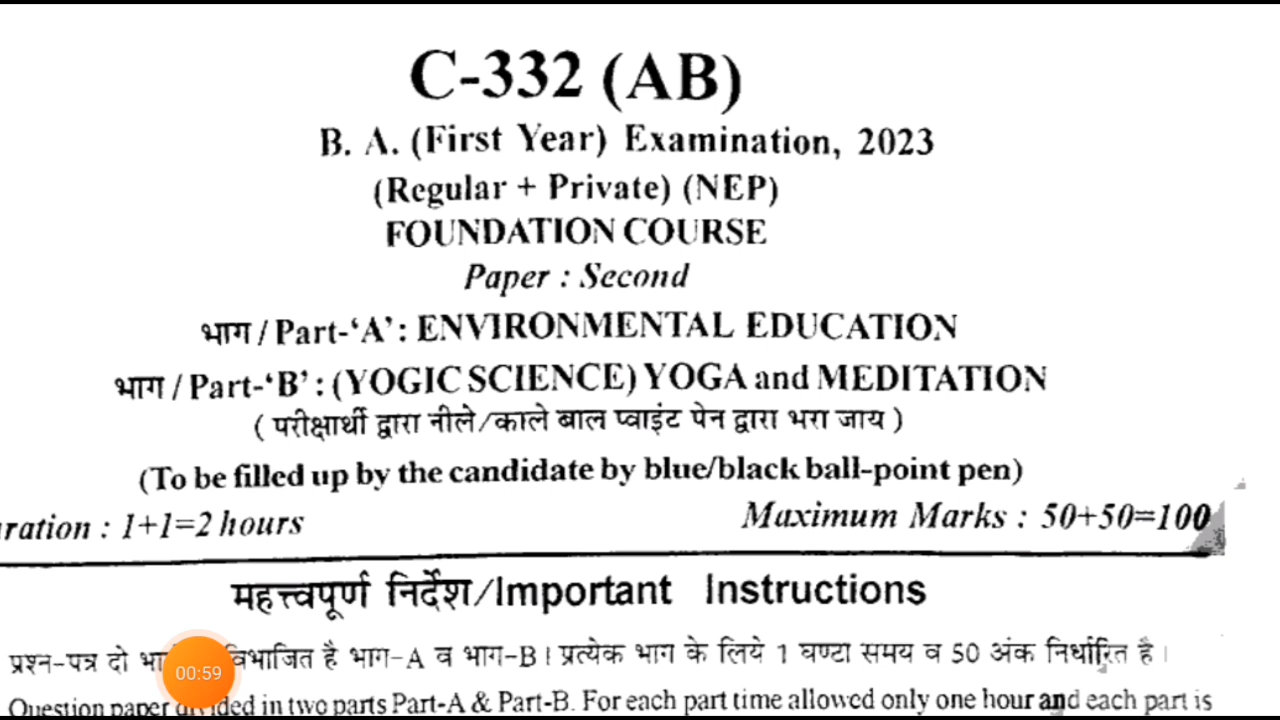 C-332 (AB)
B. A. (First Year) Examination, 2023
(Regular + Private) (NEP)
FOUNDATION COURSE
Paper : Second
भाग / Part-‘A’ : ENVIRONMENTAL EDUCATION
भाग / Part-‘B’ : (YOGIC SCIENCE) YOGA and MEDITATION
( परीक्षार्थी द्वारा नीले/काले बाल प्वाइंट पेन द्वारा भरा जाय )
(To be filled up by the candidate by blue/black ball-point pen)
ration : 1+1=2 hours
Maximum Marks : 50+50=100
महत्त्वपूर्ण निर्देश/Important Instructions
प्रश्न-पत्र दो विभाजित है भाग-A व भाग-B। प्रत्येक भाग के लिये 1 घण्टा समय व 50 अंक निर्धारित है।
00:59
Question paper divided in two parts Part-A & Part-B. For each part time allowed only one hour and each part is